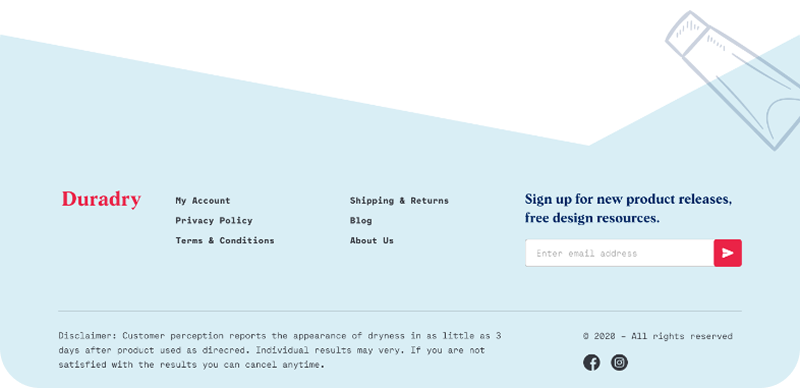 Duradry
My Account
Privacy Policy
Terms & Conditions
Shipping & Returns
Blog
About Us
Sign up for new product releases,
free design resources.
Enter email address
Disclaimer: Customer perception reports the appearance of dryness in as little as 3
days after product used as direcred. Individual results may very. If you are not
satisfied with the results you can cancel anytime.
© 2020 – All rights reserved